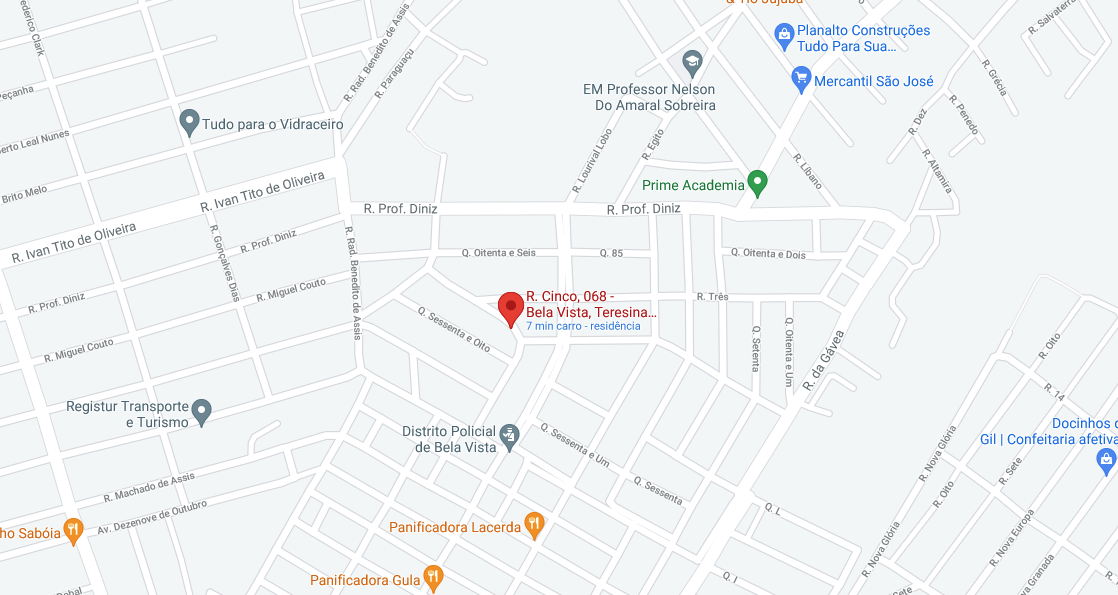 & Tio Jujuba
Planalto Construções
Tudo Para Sua...
Mercantil São José
EM Professor Nelson
Do Amaral Sobreira
Tudo para o Vidraceiro
Prime Academia
R. Cinco, 068 -
Bela Vista, Teresina...
7 min carro - residência
Registur Transporte
e Turismo
Distrito Policial
de Bela Vista
Docinhos
Gil | Confeitaria afetiva
ho Sabóia
Panificadora Lacerda
Panificadora Gula
Clark
R. Rad. Benedito de Assis
R. Paraguaçu
R. Salvaterra
R. Grécia
R. Penedo
R. Dez
R. Altamira
R. Líbano
R. Egito
R. Lourival Lobo
Peçanha
erto Leal Nunes
Brito Melo
R. Ivan Tito de Oliveira
R. Ivan Tito de Oliveira
R. Prof. Diniz
R. Prof. Diniz
R. Prof. Diniz
R. Prof. Diniz
R. Gonçalves Dias
R. Miguel Couto
R. Miguel Couto
R. Rad. Benedito de Assis
Q. Oitenta e Seis
Q. 85
Q. Oitenta e Dois
R. Três
Q. Sessenta e Oito
Q. Setenta
Q. Oitenta e Um
R. da Gávea
R. Oito
R. 14
R. Nova Glória
R. Sete
R. Oito
Q. Sessenta e Um
Q. Sessenta
Q. L
Q. I
R. Machado de Assis
Av. Dezenove de Outubro
R. Nova Glória
R. Nova Europa
Nova Granada
Sete
R.